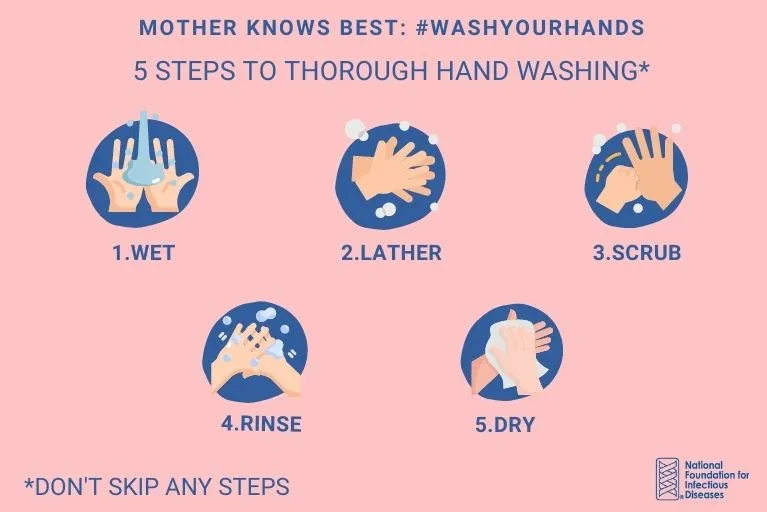 MOTHER KNOWS BEST: #WASHYOURHANDS
5 STEPS TO THOROUGH HAND WASHING*
1.WET
2.LATHER
3.SCRUB
4.RINSE
5.DRY
*DON'T SKIP ANY STEPS
National
Foundation for
Infectious
®Diseases